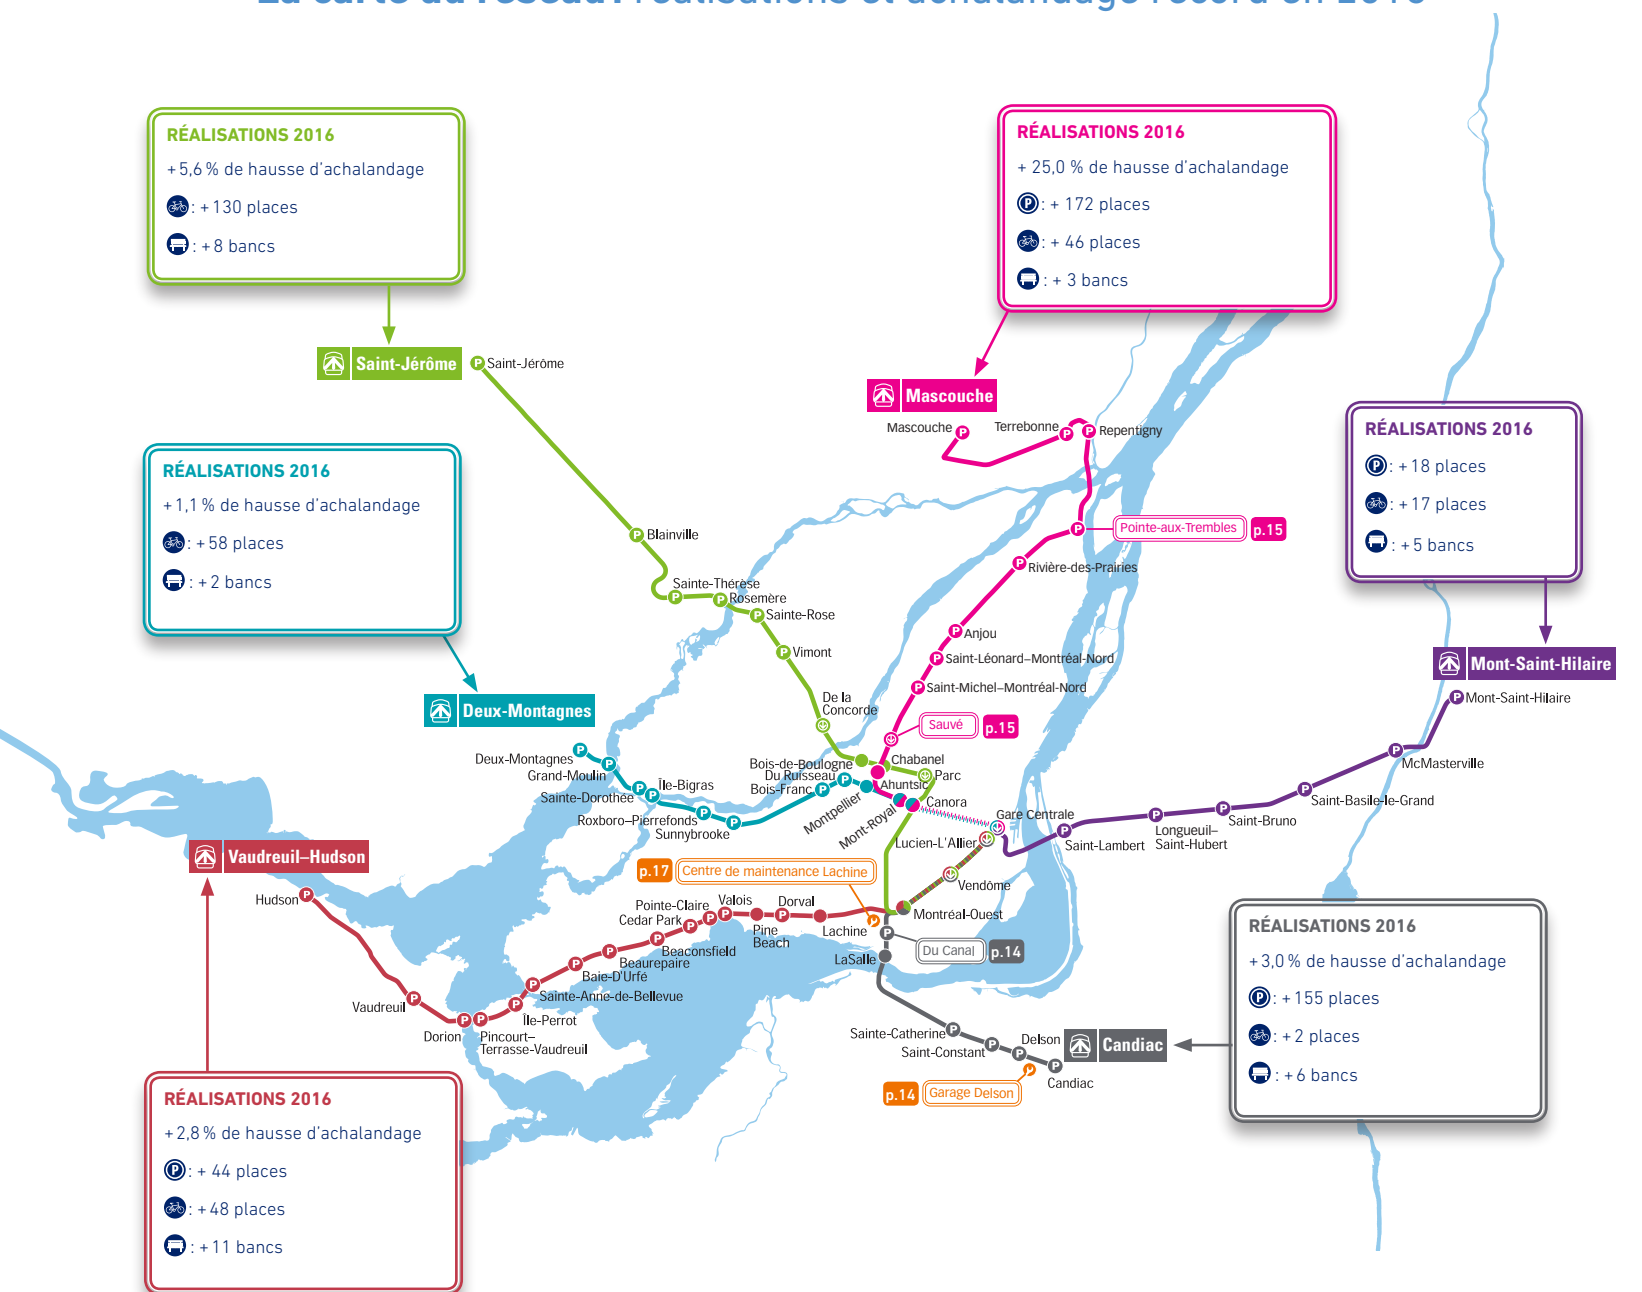 La carte du réseau : réalisations et achalandage record en 2016
RÉALISATIONS 2016
+ 5,6 % de hausse d'achalandage
: + 130 places
: + 8 bancs
Saint-Jérôme
Saint-Jérôme
RÉALISATIONS 2016
+ 25,0 % de hausse d'achalandage
P : + 172 places
: + 46 places
: + 3 bancs
Mascouche
Mascouche
Terrebonne
Repentigny
RÉALISATIONS 2016
P : + 18 places
: + 17 places
: + 5 bancs
Mont-Saint-Hilaire
Mont-Saint-Hilaire
RÉALISATIONS 2016
+ 1,1 % de hausse d'achalandage
: + 58 places
: + 2 bancs
Deux-Montagnes
Pointe-aux-Trembles p.15
Rivière-des-Prairies
Anjou
Saint-Léonard–Montréal-Nord
Saint-Michel–Montréal-Nord
Sauvé p.15
Blainville
Sainte-Thérèse
Rosemère
Sainte-Rose
Vimont
De la
Concorde
Bois-de-Boulogne
Chabanel
Parc
Deux-Montagnes
Grand-Moulin
Sainte-Dorothée
Île-Bigras
Roxboro–Pierrefonds
Sunnybrooke
Du Ruisseau
Bois-Franc
Ahuntsic
Montpellier
Mont-Royal
Canora
Gare Centrale
Lucien-L'Allier
Vendôme
McMasterville
Saint-Basile-le-Grand
Saint-Bruno
Longueuil–
Saint-Hubert
Saint-Lambert
Vaudreuil–Hudson
Hudson
p.17 Centre de maintenance Lachine
Pointe-Claire
Cedar Park
Valois
Dorval
Pine
Beach
Lachine
Montréal-Ouest
Beaconsfield
Beaurepaire
Baie-D'Urfé
Sainte-Anne-de-Bellevue
Île-Perrot
Vaudreuil
Dorion
Pincourt–
Terrasse-Vaudreuil
Du Canal p.14
LaSalle
Sainte-Catherine
Saint-Constant
Delson
Candiac
Candiac
p.14 Garage Delson
RÉALISATIONS 2016
+ 3,0 % de hausse d'achalandage
P : + 155 places
: + 2 places
: + 6 bancs
RÉALISATIONS 2016
+ 2,8 % de hausse d'achalandage
P : + 44 places
: + 48 places
: + 11 bancs